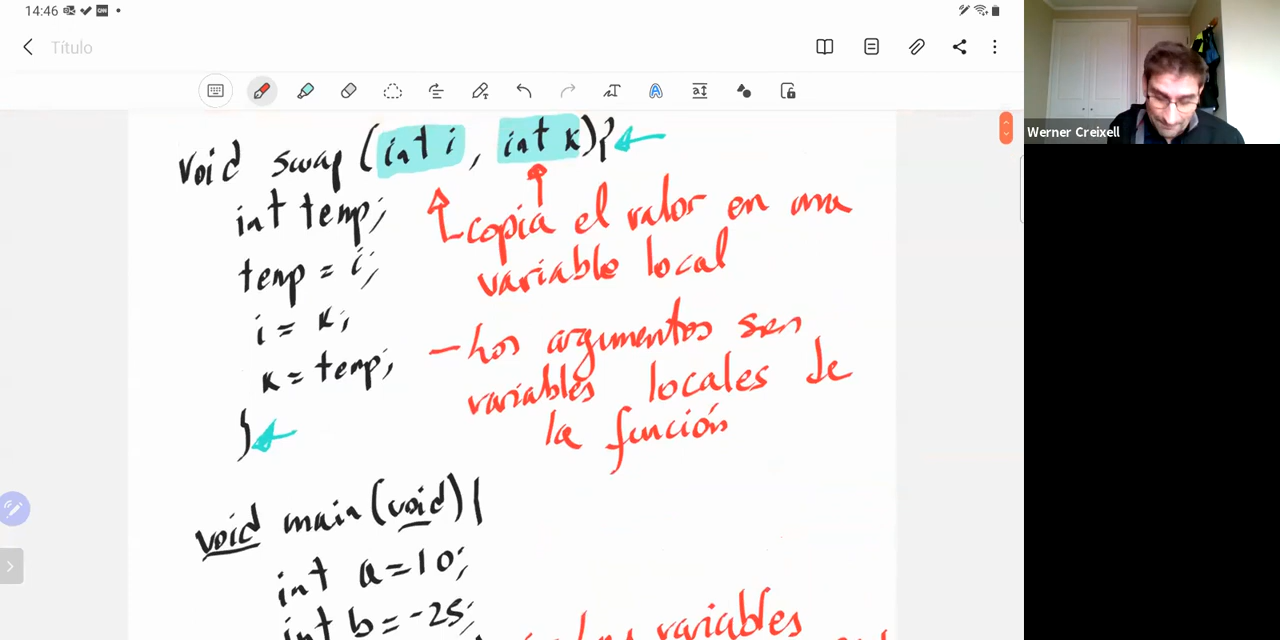 14:46
Título
Werner Creixell
void swap (int i, int k){
int temp;
temp = i;
i = k;
k = temp;
}
copia el valor en una
variable local
- Los argumentos son
variables locales de
la función
void main (void) {
int a = 10;
int b = -25;
variables